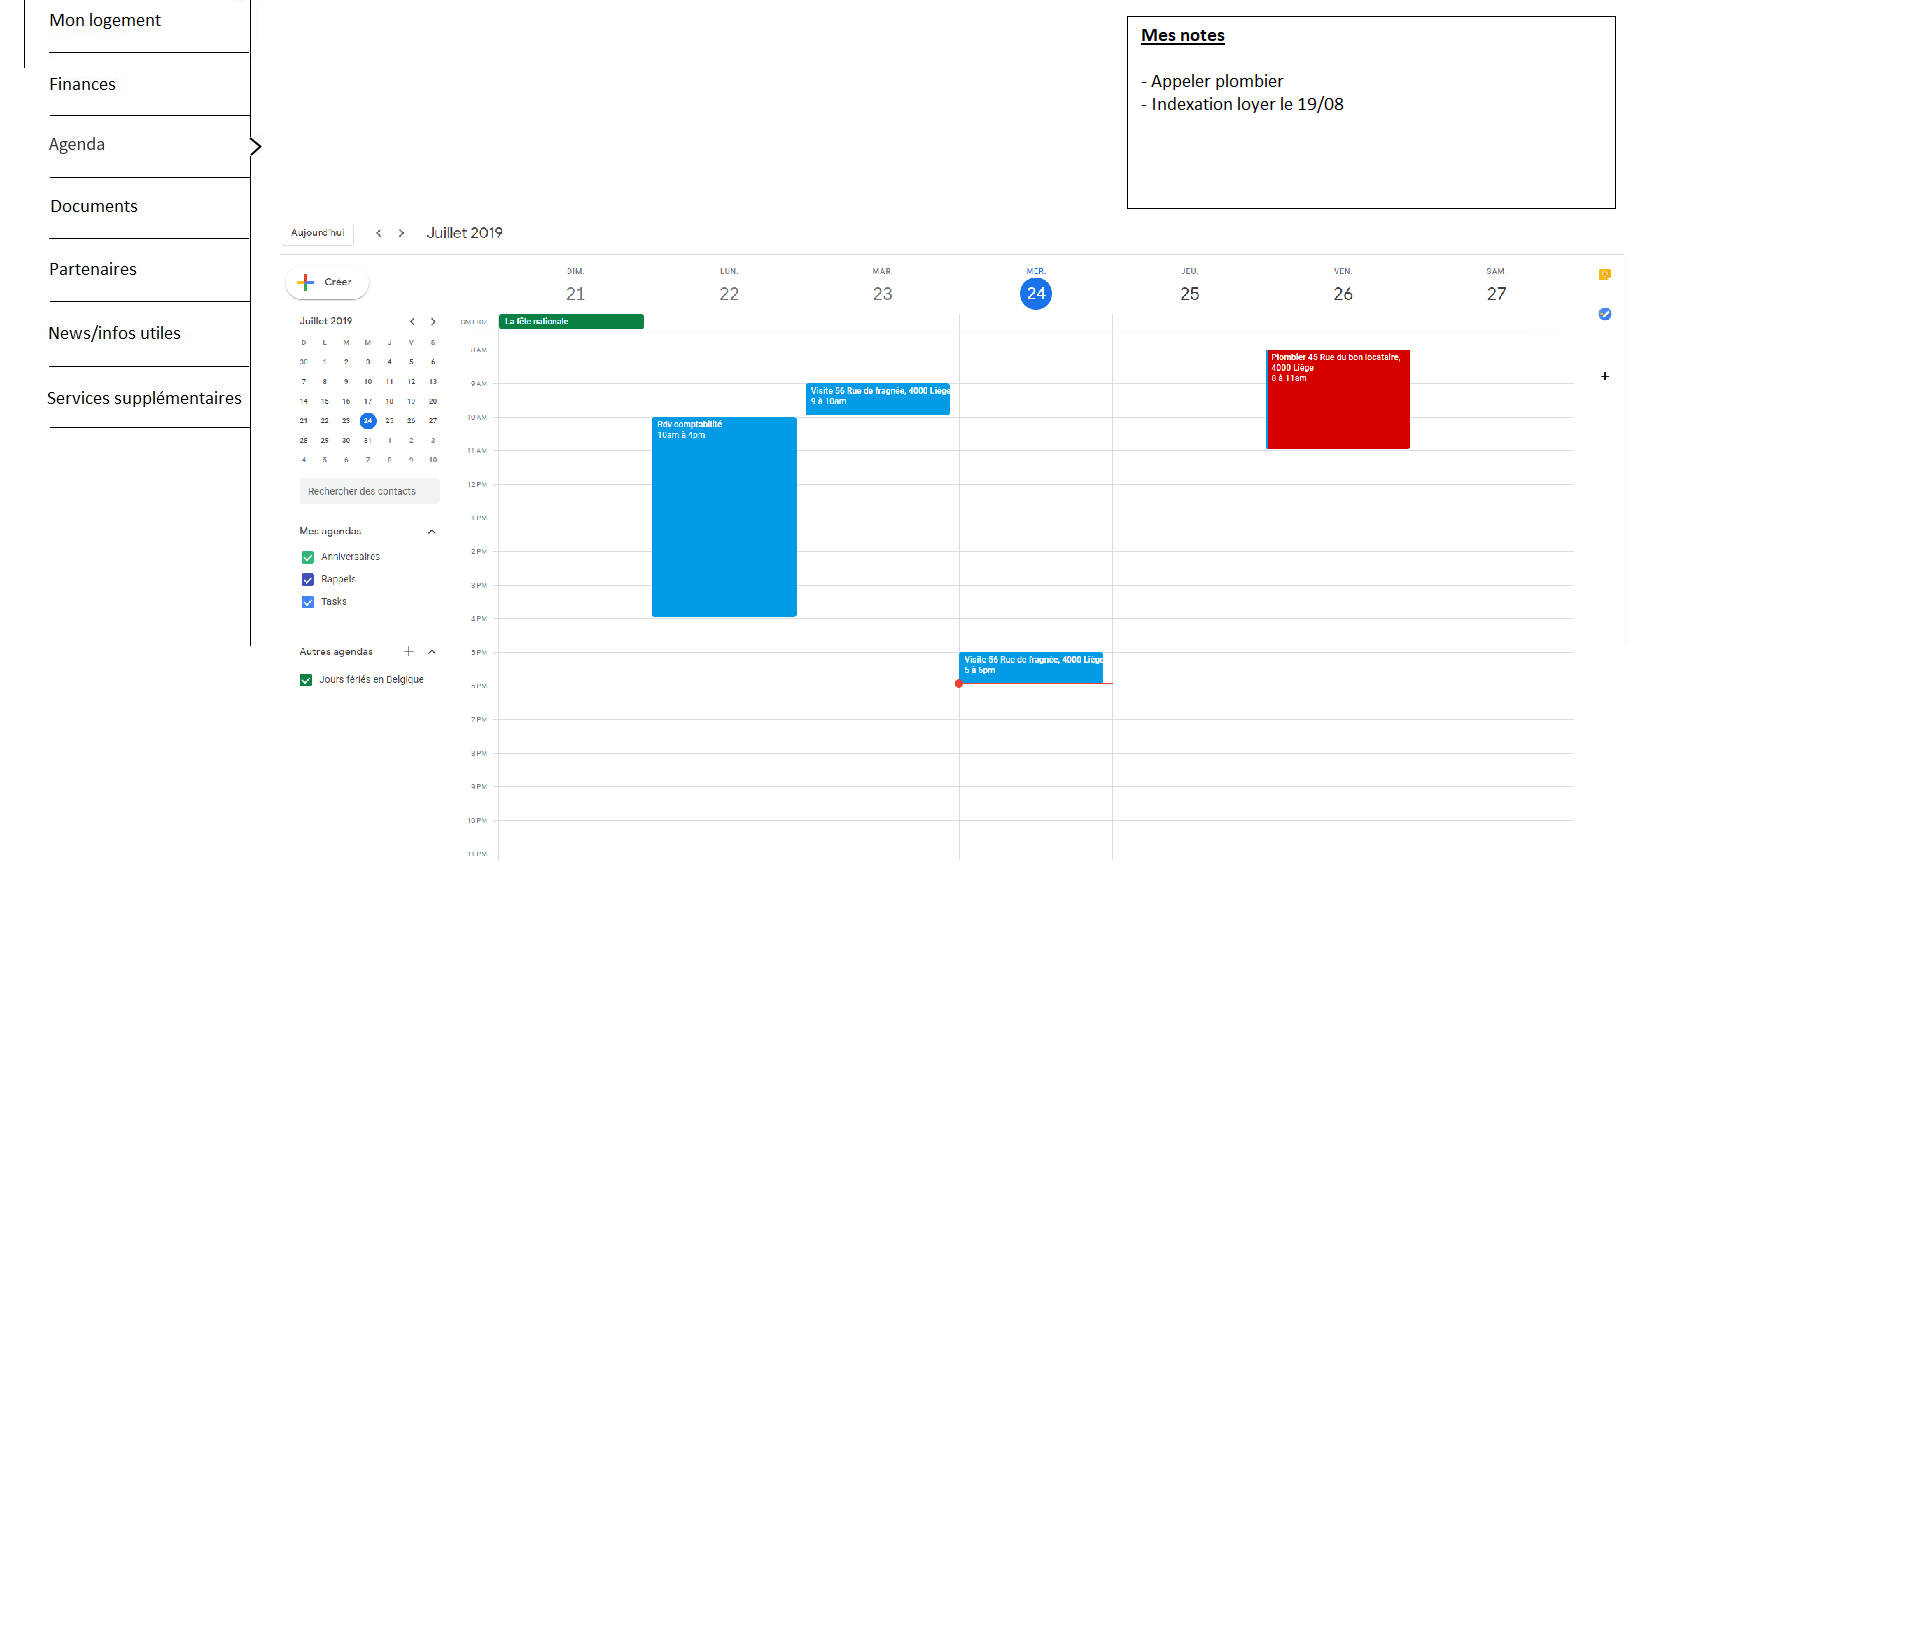 Mon logement
Finances
Agenda
Documents
Partenaires
News/infos utiles
Services supplémentaires
Mes notes
- Appeler plombier
- Indexation loyer le 19/08
Aujourd'hui
Juillet 2019
Créer
DIM. LUN. MAR. MER. JEU. VEN. SAM.
21 22 23 24 25 26 27
Juillet 2019
D L M M J V S
30 1 2 3 4 5 6
7 8 9 10 11 12 13
14 15 16 17 18 19 20
21 22 23 24 25 26 27
28 29 30 31 1 2 3
4 5 6 7 8 9 10
Rechercher des contacts
Mes agendas
Anniversaires
Rappels
Tasks
Autres agendas
Jours fériés en Belgique
GMT+02
La fête nationale
8 AM
9 AM
10 AM
11 AM
12 PM
1 PM
2 PM
3 PM
4 PM
5 PM
6 PM
7 PM
8 PM
9 PM
10 PM
11 PM
Rdv comptabilité
10am à 4pm
Visite 56 Rue de fragnée, 4000 Liège
9 à 10am
Visite 56 Rue de fragnée, 4000 Liège
5 à 6pm
Plombier 45 Rue du bon locataire,
4000 Liège
8 à 11am